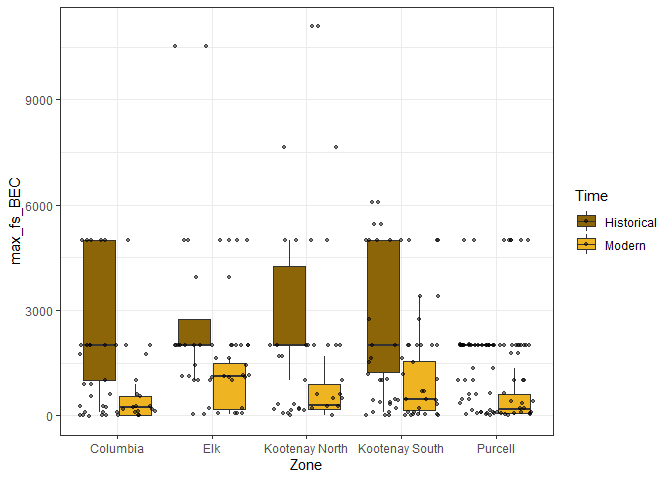 max_fs_BEC
9000
6000
3000
0
Columbia Elk Kootenay North Kootenay South Purcell
Zone
Time
Historical
Modern